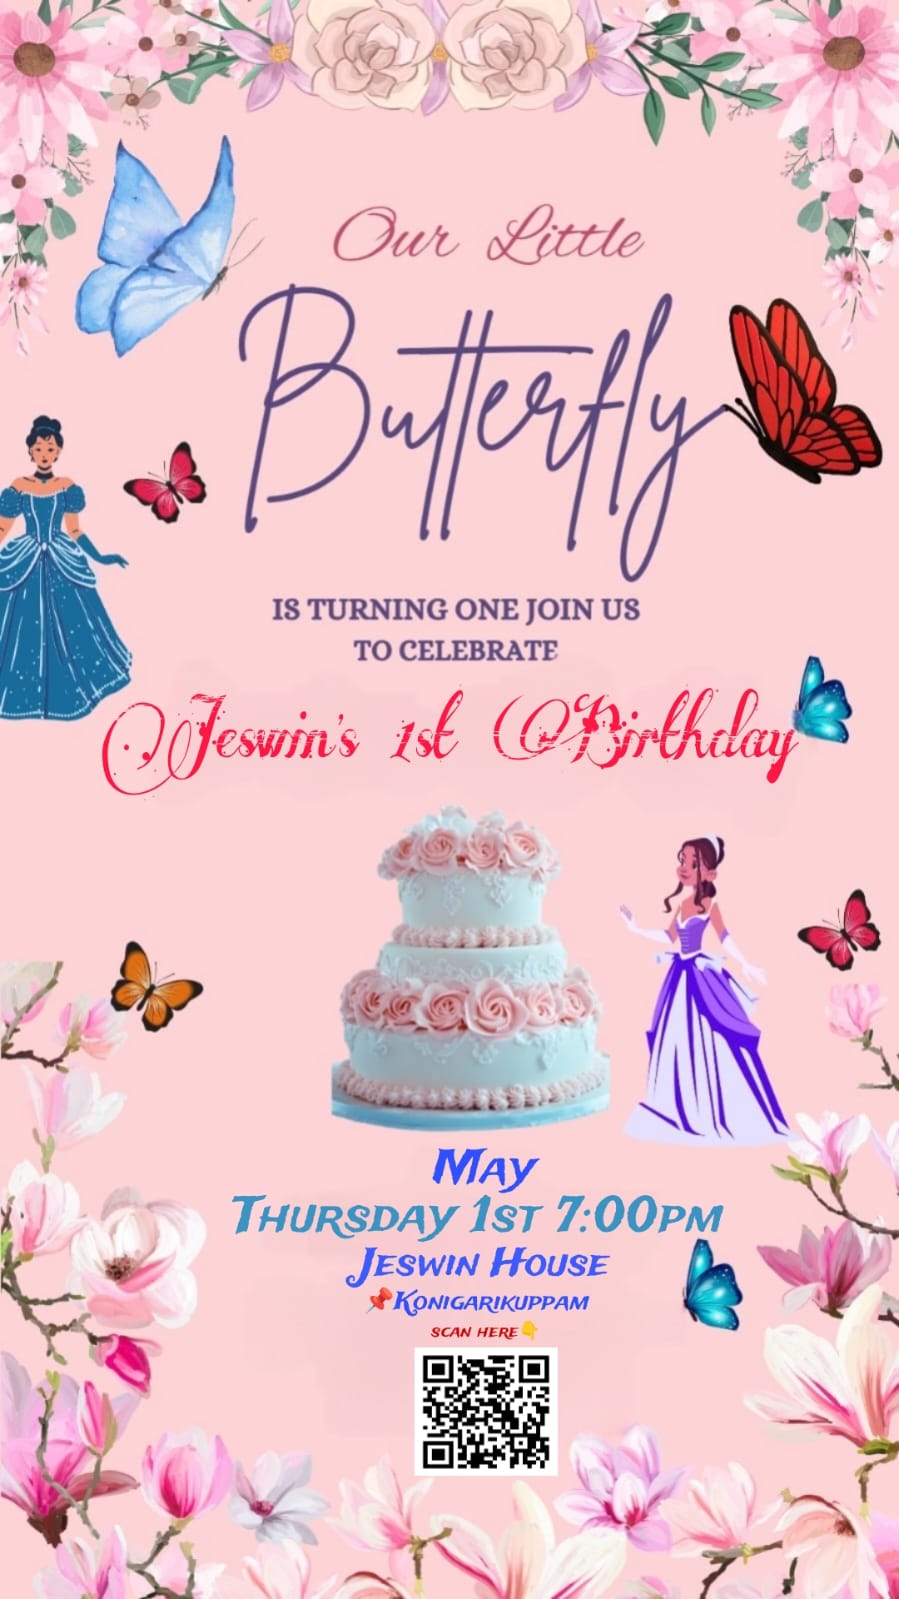 Our Little
Butterfly
IS TURNING ONE JOIN US
TO CELEBRATE
Jeswin's 1st Birthday
MAY
THURSDAY 1ST 7:00PM
JESWIN HOUSE
📌KONIGARIKUPPAM
SCAN HERE👇